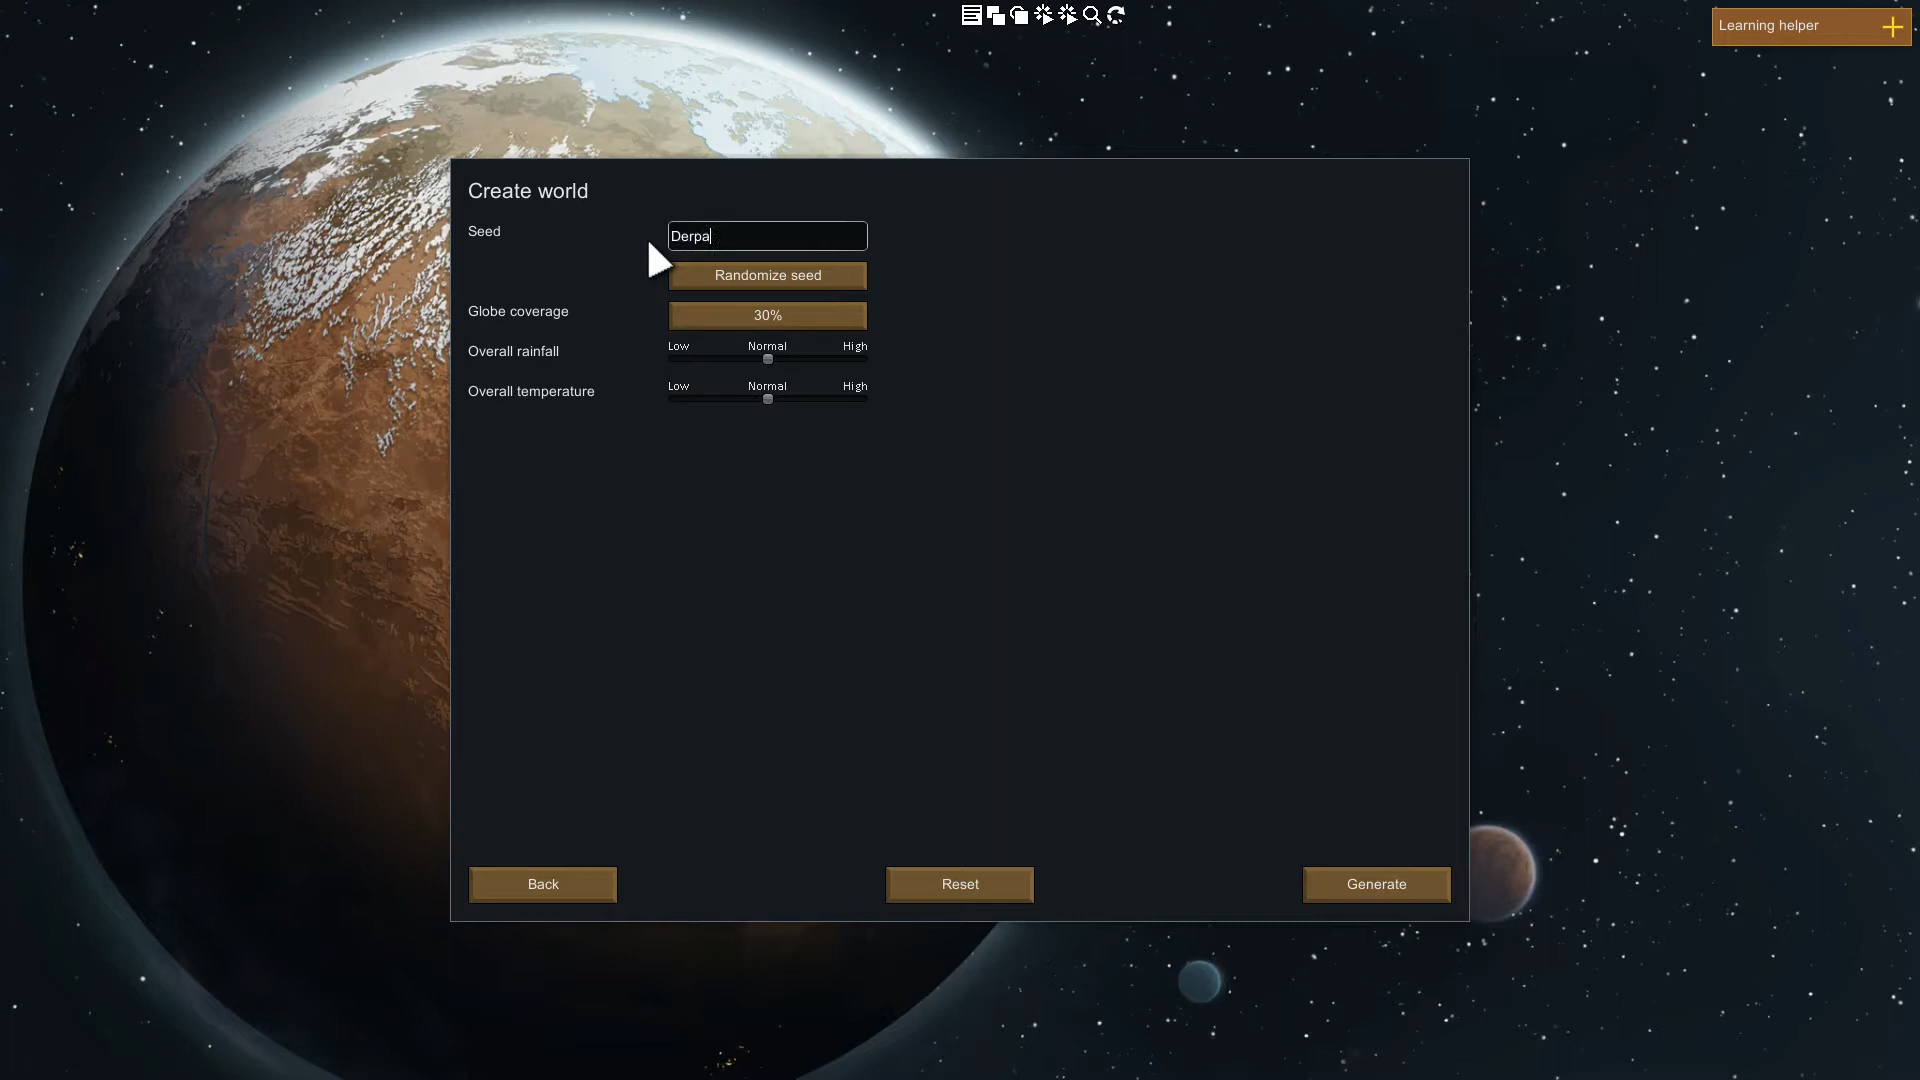 Learning helper
Create world
Seed
Derpa
Randomize seed
Globe coverage
30%
Overall rainfall
Low Normal High
Overall temperature
Low Normal High
Back
Reset
Generate